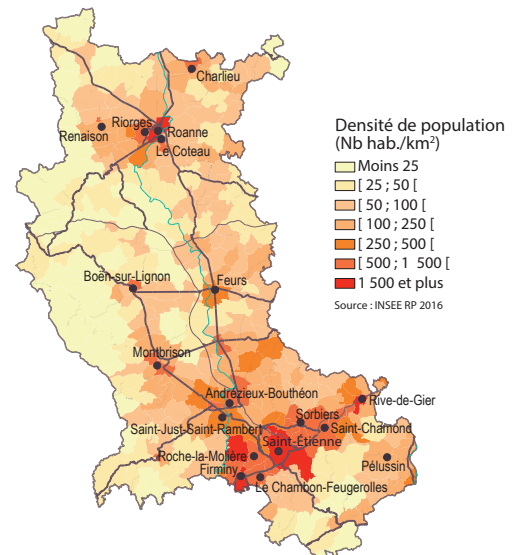 Charlieu
Riorges
Renaison
Roanne
Le Coteau
Densité de population
(Nb hab./km²)
Moins 25
[ 25 ; 50 [
[ 50 ; 100 [
[ 100 ; 250 [
[ 250 ; 500 [
[ 500 ; 1 500 [
1 500 et plus
Source : INSEE RP 2016
Boën-sur-Lignon
Feurs
Montbrison
Andrézieux-Bouthéon
Rive-de-Gier
Sorbiers
Saint-Just-Saint-Rambert
Saint-Chamond
Saint-Étienne
Roche-la-Molière
Pélussin
Firminy
Le Chambon-Feugerolles